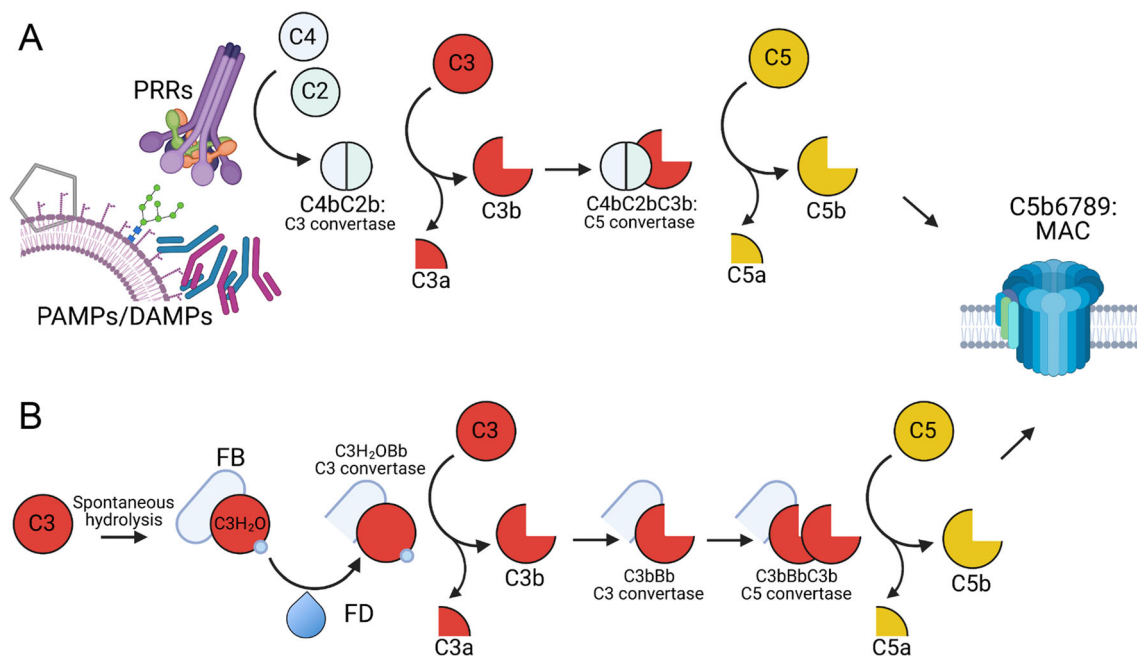 A
C4
C2
PRRs
C3
C5
C4bC2b:
C3 convertase
C3b
C4bC2bC3b:
C5 convertase
C5b
C3a
C5a
PAMPs/DAMPs
C5b6789:
MAC
B
C3
Spontaneous
hydrolysis
FB
C3H₂O
C3H₂OBb
C3 convertase
FD
C3
C3b
C3a
C3bBb
C3 convertase
C3bBbC3b
C5 convertase
C5
C5b
C5a